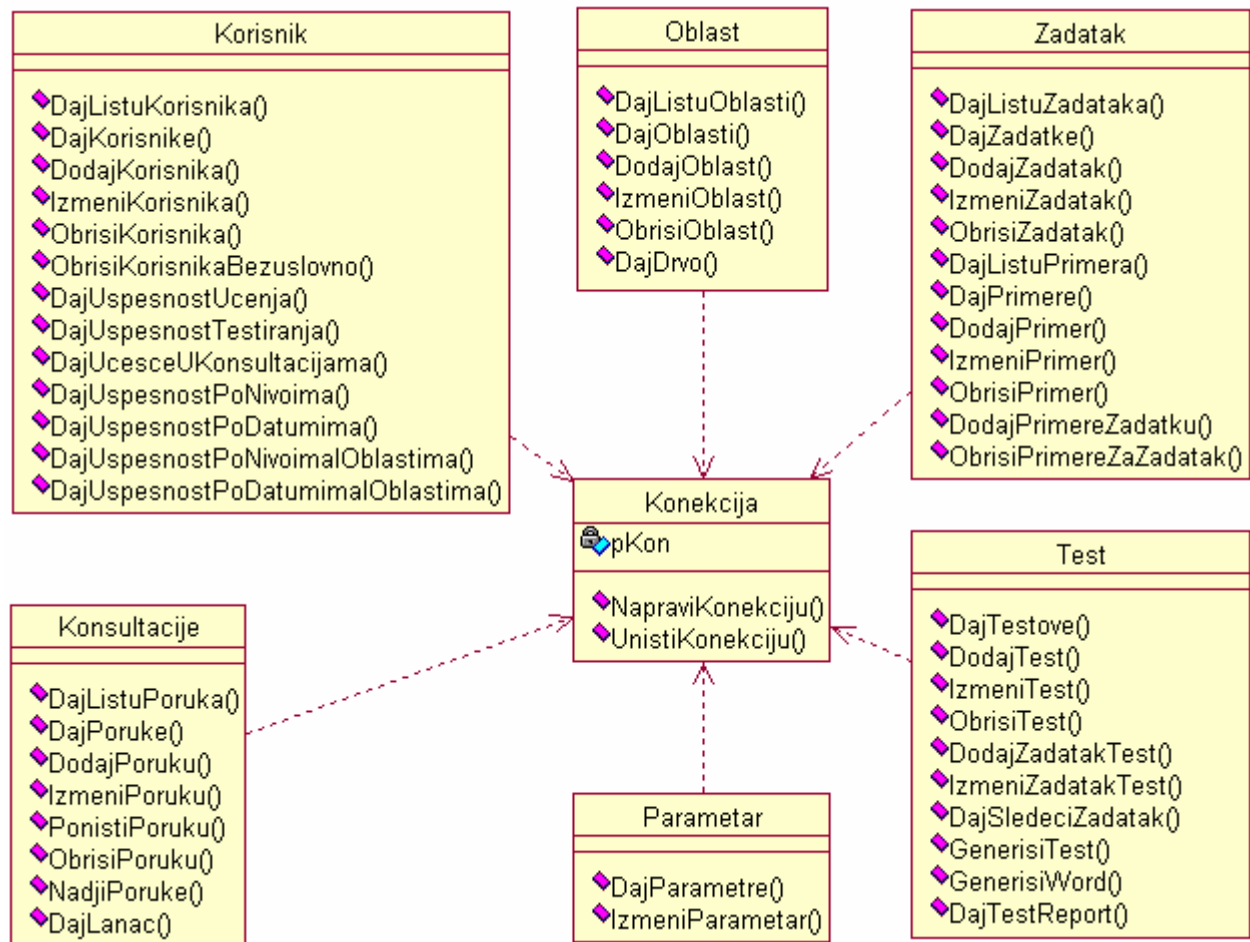 Korisnik
DajListuKorisnika()
DajKorisnike()
DodajKorisnika()
IzmeniKorisnika()
ObrisiKorisnika()
ObrisiKorisnikaBezuslovno()
DajUspesnostUcenja()
DajUspesnostTestiranja()
DajUcesceUKonsultacijama()
DajUspesnostPoNivoima()
DajUspesnostPoDatumima()
DajUspesnostPoNivoimaIOblastima()
DajUspesnostPoDatumimaIOblastima()
Oblast
DajListuOblasti()
DajOblasti()
DodajOblast()
IzmeniOblast()
ObrisiOblast()
DajDrvo()
Zadatak
DajListuZadataka()
DajZadatke()
DodajZadatak()
IzmeniZadatak()
ObrisiZadatak()
DajListuPrimera()
DajPrimere()
DodajPrimer()
IzmeniPrimer()
ObrisiPrimer()
DodajPrimereZadatku()
ObrisiPrimereZaZadatak()
Konekcija
pKon
NapraviKonekciju()
UnistiKonekciju()
Konsultacije
DajListuPoruka()
DajPoruke()
DodajPoruku()
IzmeniPoruku()
PonistiPoruku()
ObrisiPoruku()
NadjiPoruke()
DajLanac()
Parametar
DajParametre()
IzmeniParametar()
Test
DajTestove()
DodajTest()
IzmeniTest()
ObrisiTest()
DodajZadatakTest()
IzmeniZadatakTest()
DajSledeciZadatak()
GenerisiTest()
GenerisiWord()
DajTestReport()